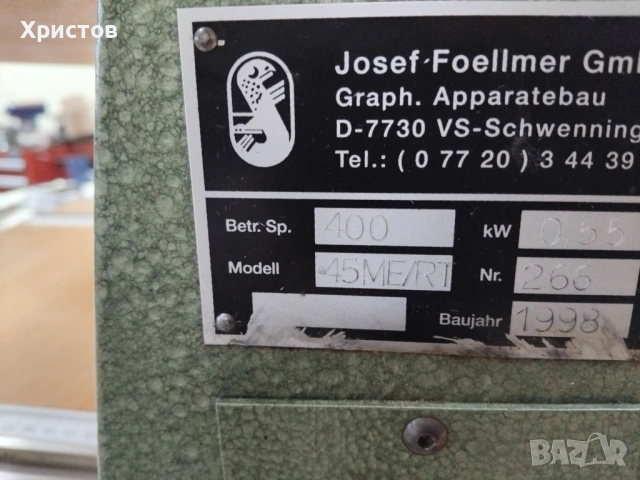 Христов
Josef Foellmer Gm
Graph. Apparatebau
D-7730 VS-Schwenning
Tel.: ( 0 77 20 ) 3 44 39
Betr. Sp. 400 kW 0,55
Modell 45ME/RT Nr. 266
Baujahr 1998
BAZAR